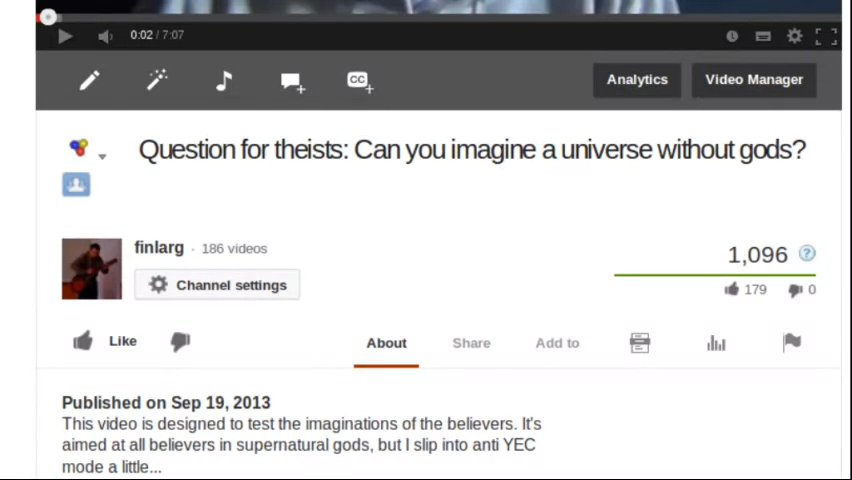 0:02 / 7:07
CC
Analytics
Video Manager
Question for theists: Can you imagine a universe without gods?
finlarg · 186 videos
Channel settings
1,096 ?
179 0
Like
About Share Add to
Published on Sep 19, 2013
This video is designed to test the imaginations of the believers. It's
aimed at all believers in supernatural gods, but I slip into anti YEC
mode a little...